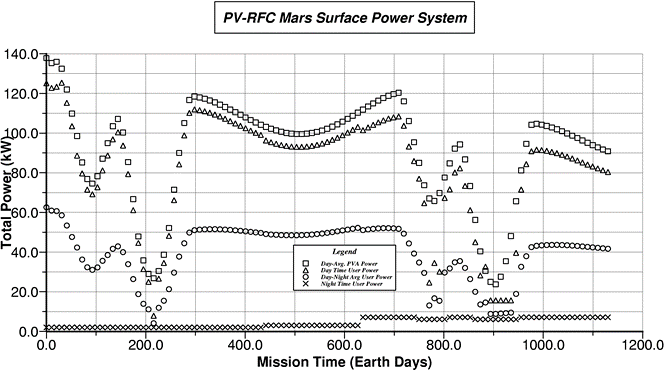 PV-RFC Mars Surface Power System
140.0
120.0
100.0
80.0
60.0
40.0
20.0
0.0
Total Power (kW)
Legend
Day-Avg. PVA Power
Day Time User Power
Day-Night Avg User Power
Night Time User Power
0.0 200.0 400.0 600.0 800.0 1000.0 1200.0
Mission Time (Earth Days)